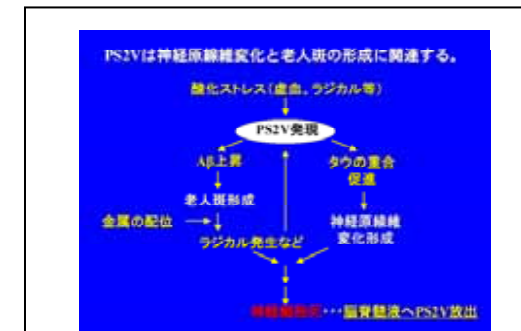 PS2Vは神経原線維変化と老人斑の形成に関連する。
酸化ストレス(虚血、ラジカル等)
PS2V発現
Aβ上昇
タウの重合
促進
老人斑形成
金属の配位
ラジカル発生など
神経原線維
変化形成
神経細胞死･･･脳脊髄液へPS2V放出